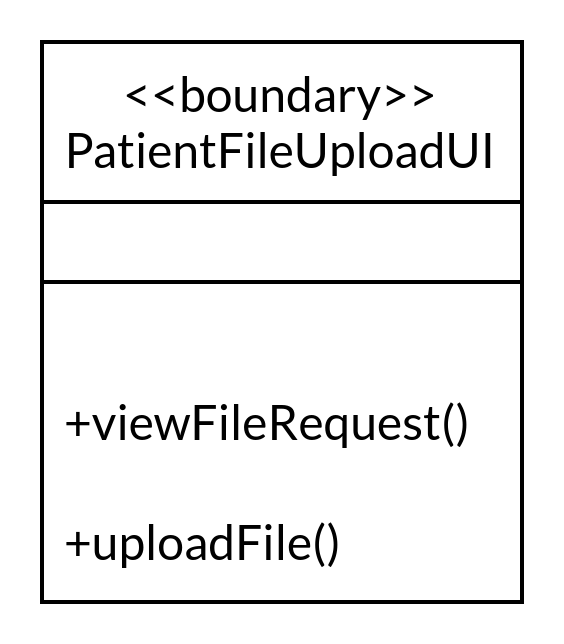 <<boundary>>
PatientFileUploadUI
+viewFileRequest()
+uploadFile()